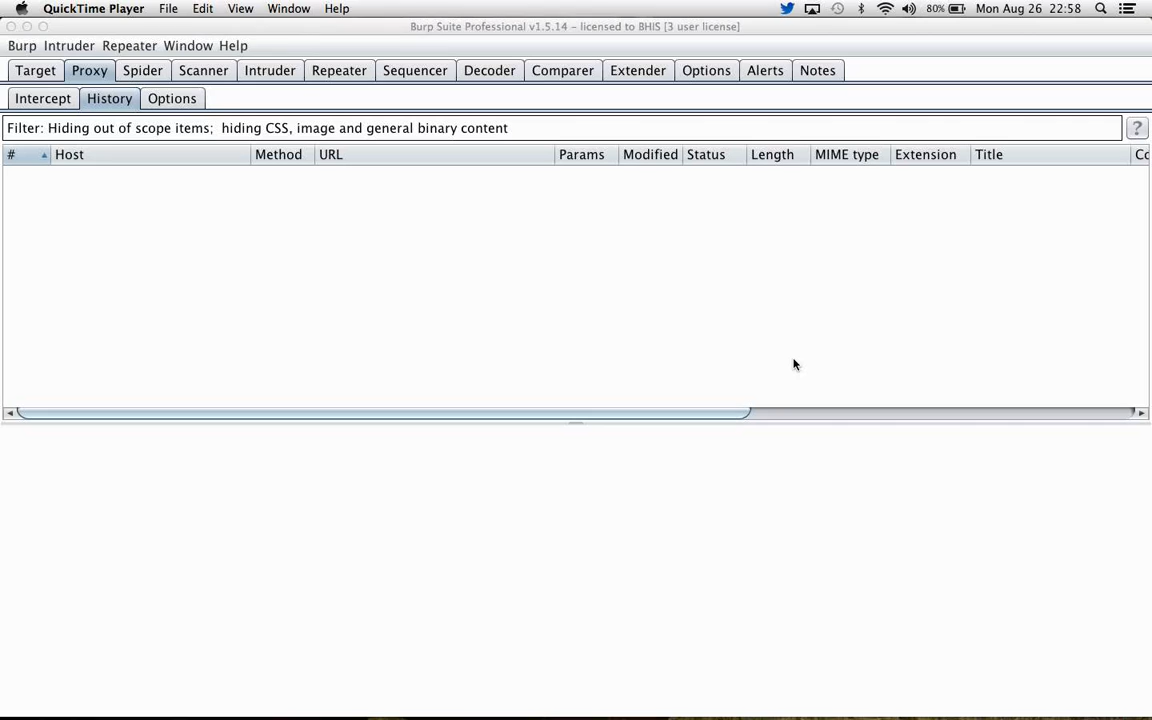 QuickTime Player File Edit View Window Help 80% Mon Aug 26 22:58
Burp Suite Professional v1.5.14 – licensed to BHIS [3 user license]
Burp Intruder Repeater Window Help
Target Proxy Spider Scanner Intruder Repeater Sequencer Decoder Comparer Extender Options Alerts Notes
Intercept History Options
Filter: Hiding out of scope items; hiding CSS, image and general binary content ?
# Host Method URL Params Modified Status Length MIME type Extension Title Co